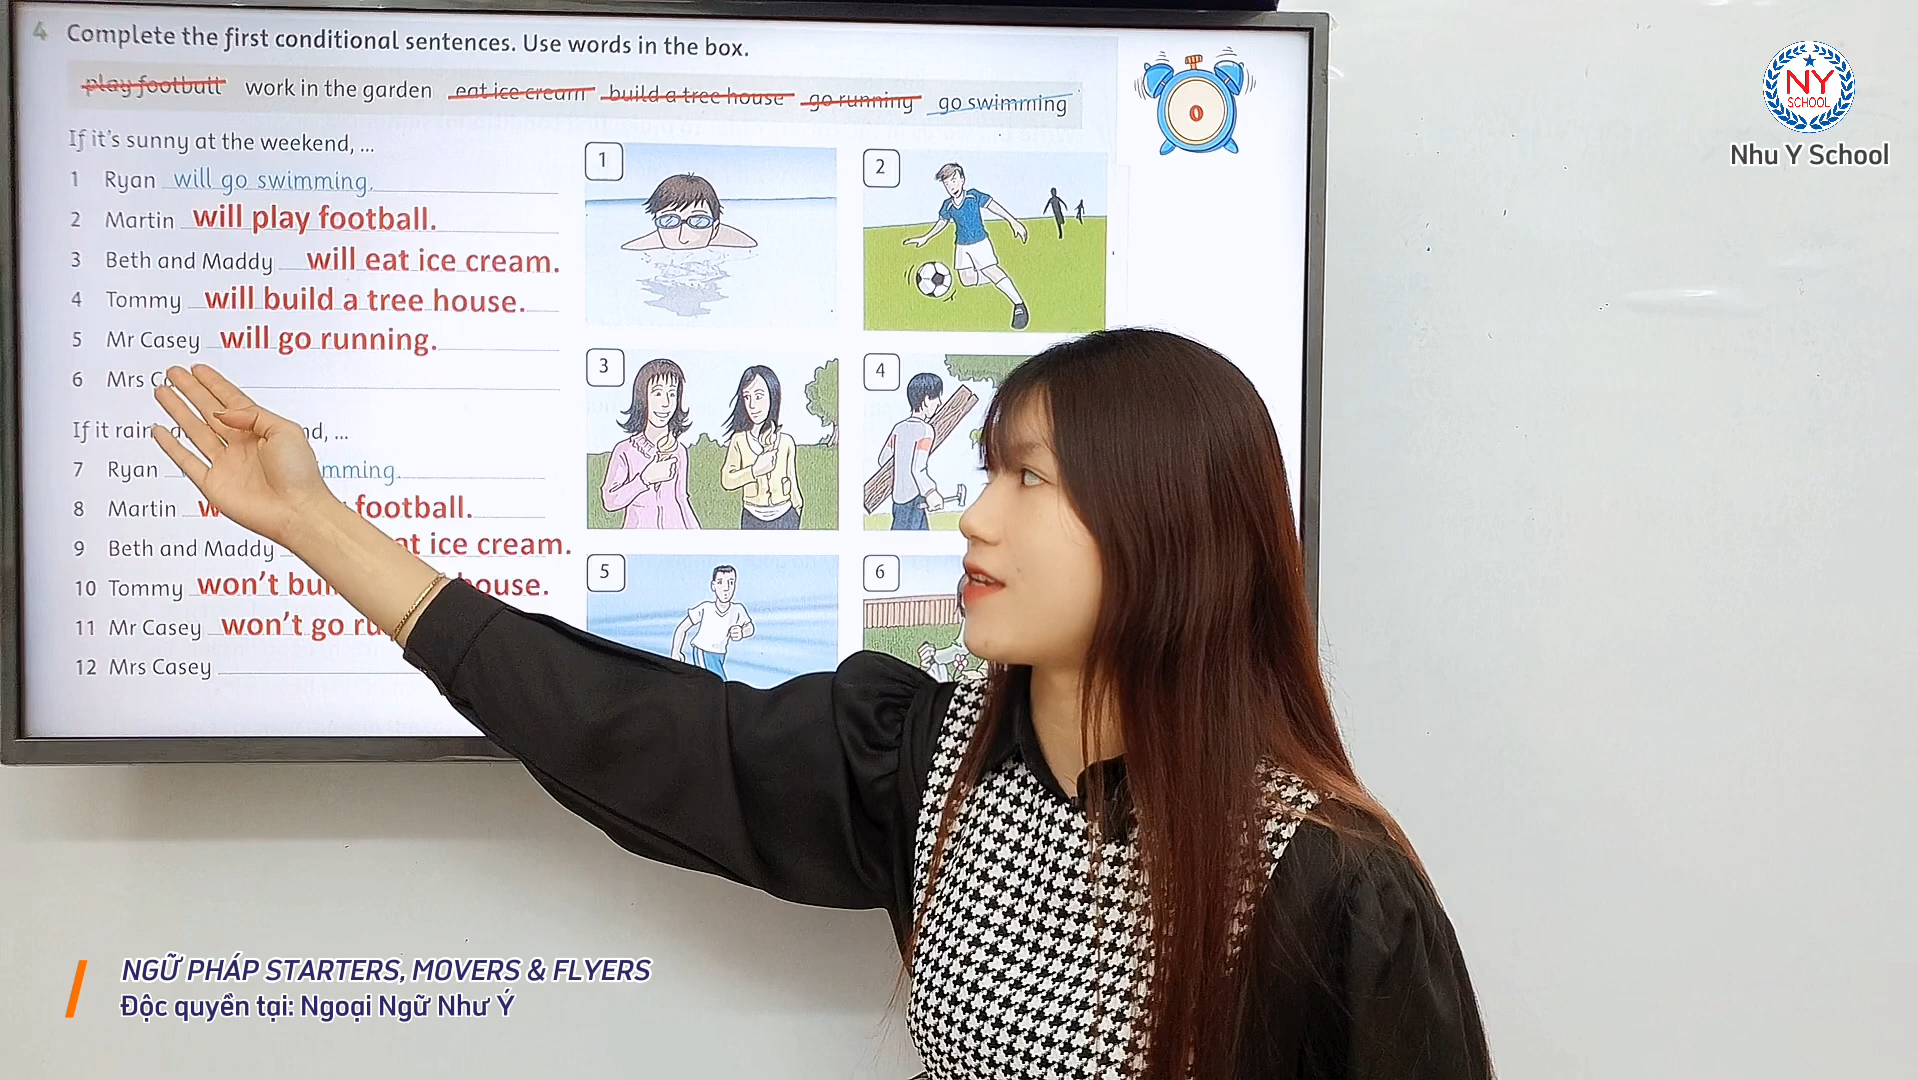 4 Complete the first conditional sentences. Use words in the box.
play football work in the garden eat ice cream build a tree house go running go swimming
If it's sunny at the weekend, ...
1 Ryan will go swimming.
2 Martin will play football.
3 Beth and Maddy will eat ice cream.
4 Tommy will build a tree house.
5 Mr Casey will go running.
6 Mrs
If it ... 
7 Ryan
8 Martin football.
9 Beth and Maddy eat ice cream.
10 Tommy won't house.
11 Mr Casey won't go
12 Mrs Casey
1
2
3
4
5
6
0
NY
SCHOOL
Nhu Y School
NGỮ PHÁP STARTERS, MOVERS & FLYERS
Độc quyền tại: Ngoại Ngữ Như Ý